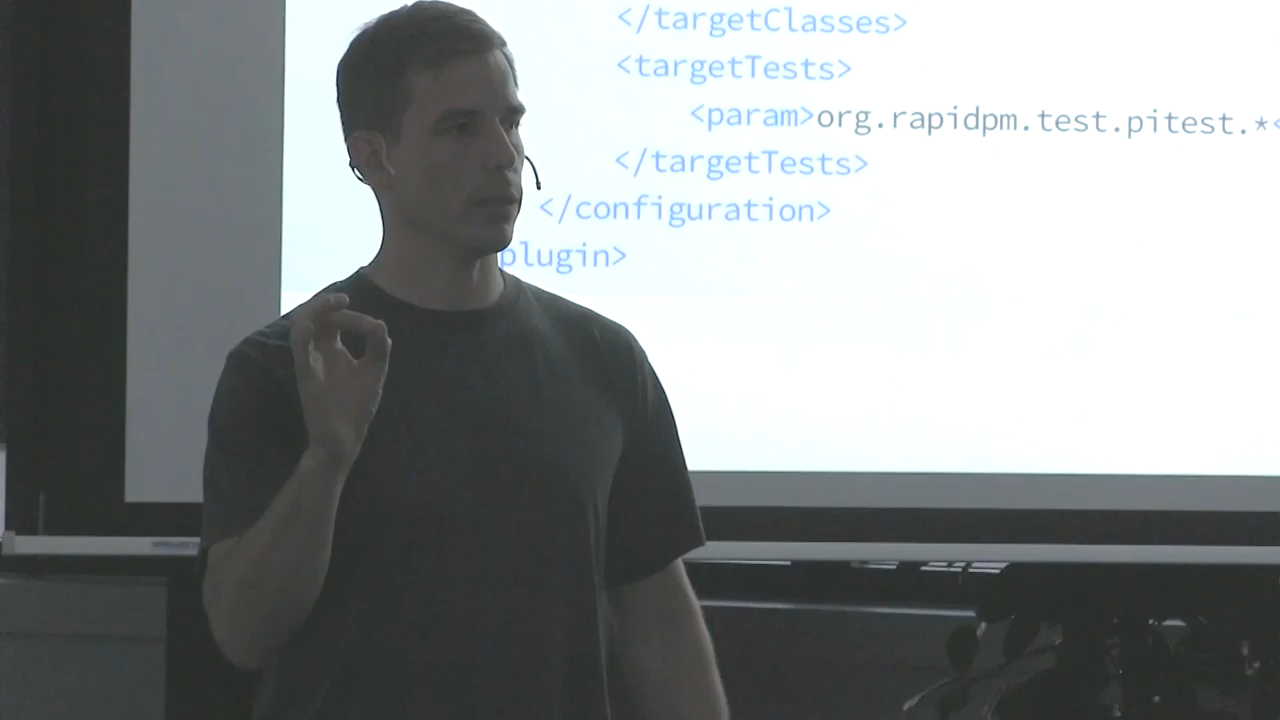 </targetClasses>
<targetTests>
<param>org.rapidpm.test.pitest.*<
</targetTests>
</configuration>
plugin>